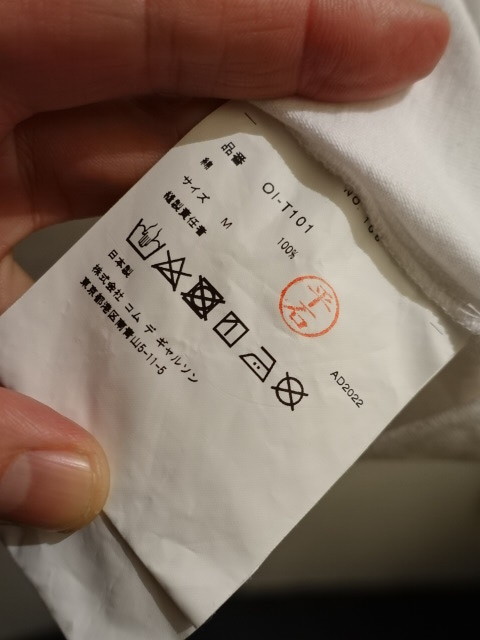 品番 OI-T101
綿 100%
サイズ M
縫製責任者
平石
日本製
株式会社 コム デ ギャルソン
東京都港区南青山5-11-5
AD2022